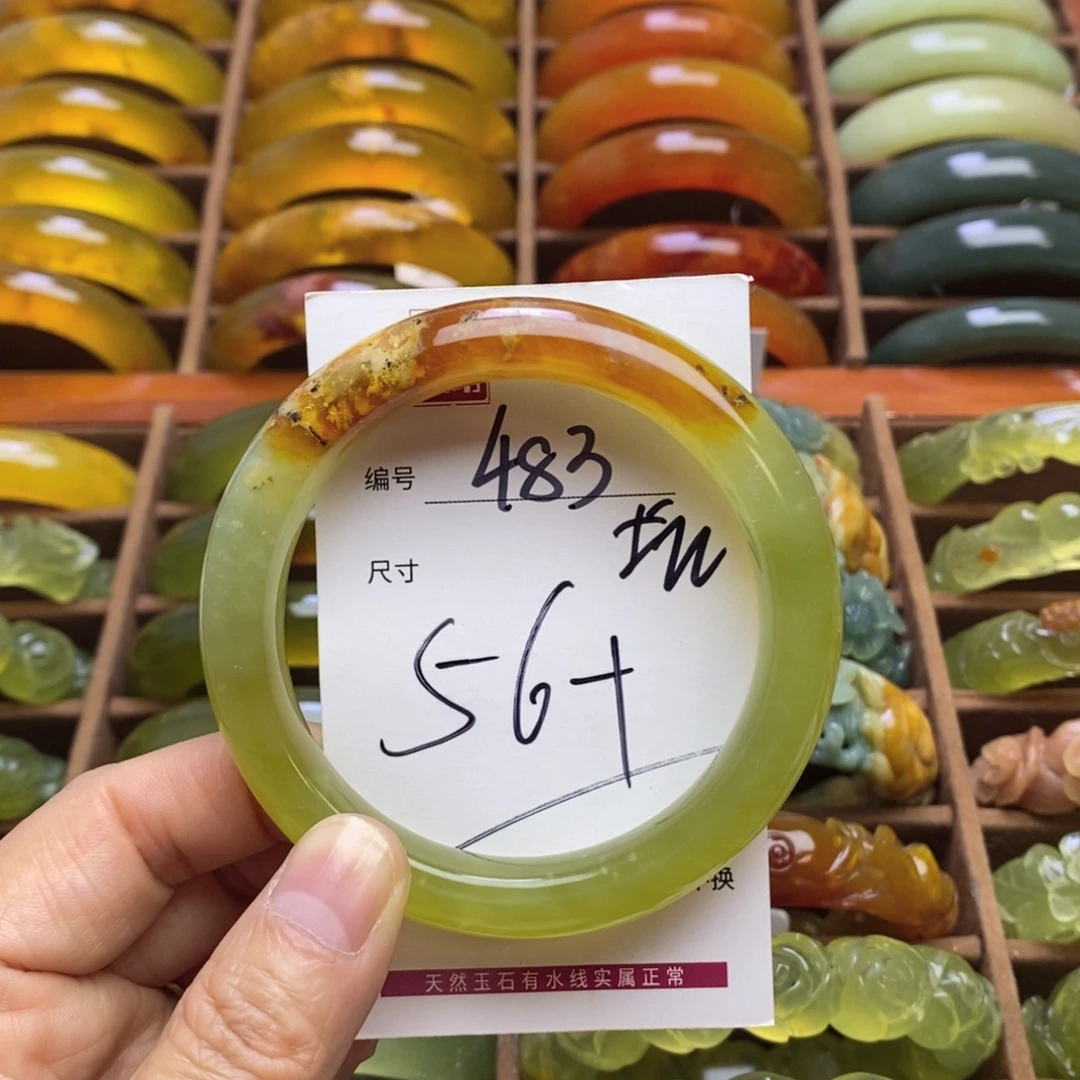 编号 483
尺寸
56+
换
天然玉石有水线实属正常